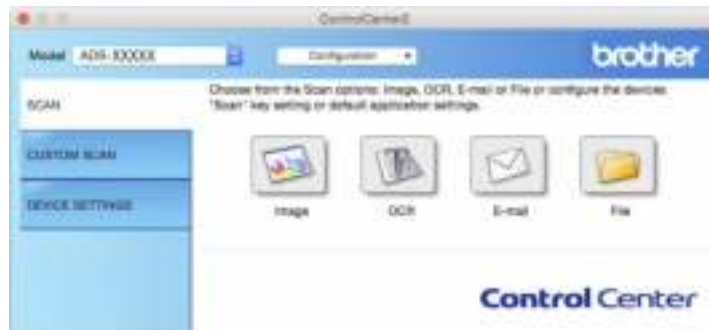 ControlCenter2
Model ADS-XXXXX
Configuration
brother
SCAN
Choose from the Scan options: Image, OCR, E-mail or File or configure the devices
"Scan" key setting or default application settings.
CUSTOM SCAN
DEVICE SETTINGS
Image
OCR
E-mail
File
Control Center